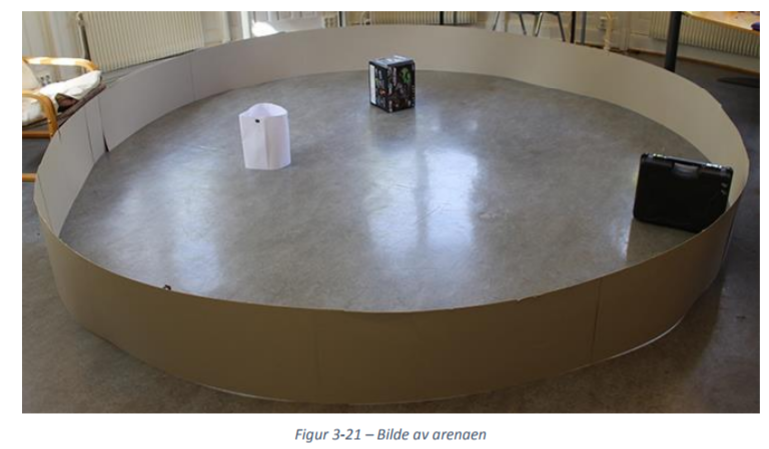 Figur 3-21 – Bilde av arenaen